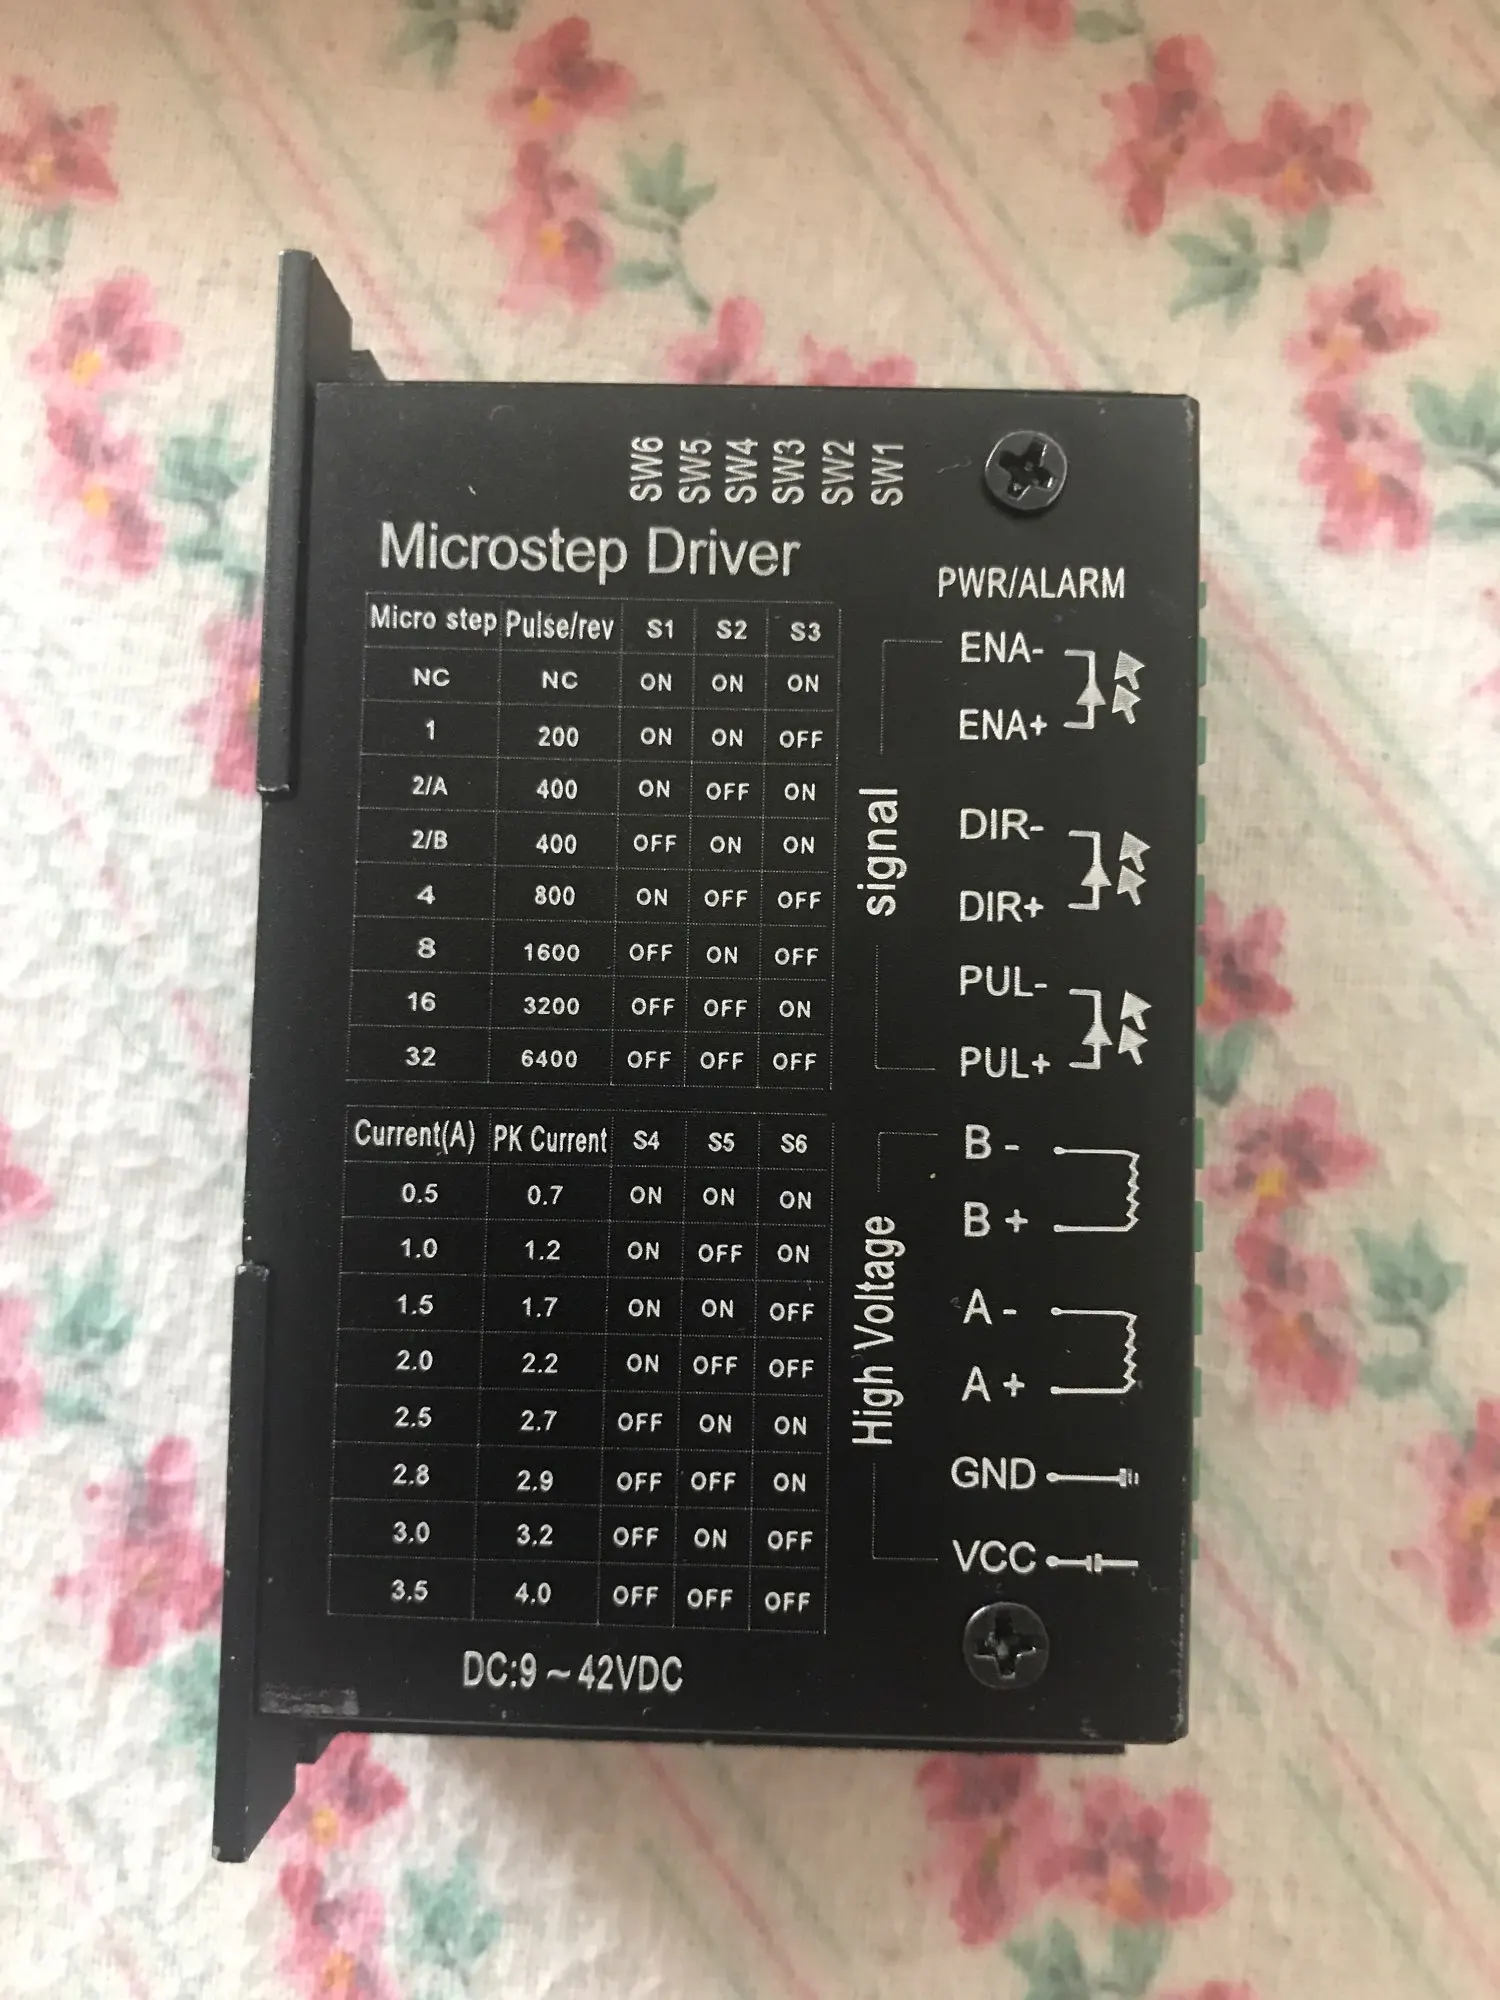 SW6
SW5
SW4
SW3
SW2
SW1
Microstep Driver
Micro step Pulse/rev S1 S2 S3
NC NC ON ON ON
1 200 ON ON OFF
2/A 400 ON OFF ON
2/B 400 OFF ON ON
4 800 ON OFF OFF
8 1600 OFF ON OFF
16 3200 OFF OFF ON
32 6400 OFF OFF OFF
Current(A) PK Current S4 S5 S6
0.5 0.7 ON ON ON
1.0 1.2 ON OFF ON
1.5 1.7 ON ON OFF
2.0 2.2 ON OFF OFF
2.5 2.7 OFF ON ON
2.8 2.9 OFF OFF ON
3.0 3.2 OFF ON OFF
3.5 4.0 OFF OFF OFF
DC:9~42VDC
PWR/ALARM
signal
ENA-
ENA+
DIR-
DIR+
PUL-
PUL+
High Voltage
B -
B +
A -
A +
GND
VCC